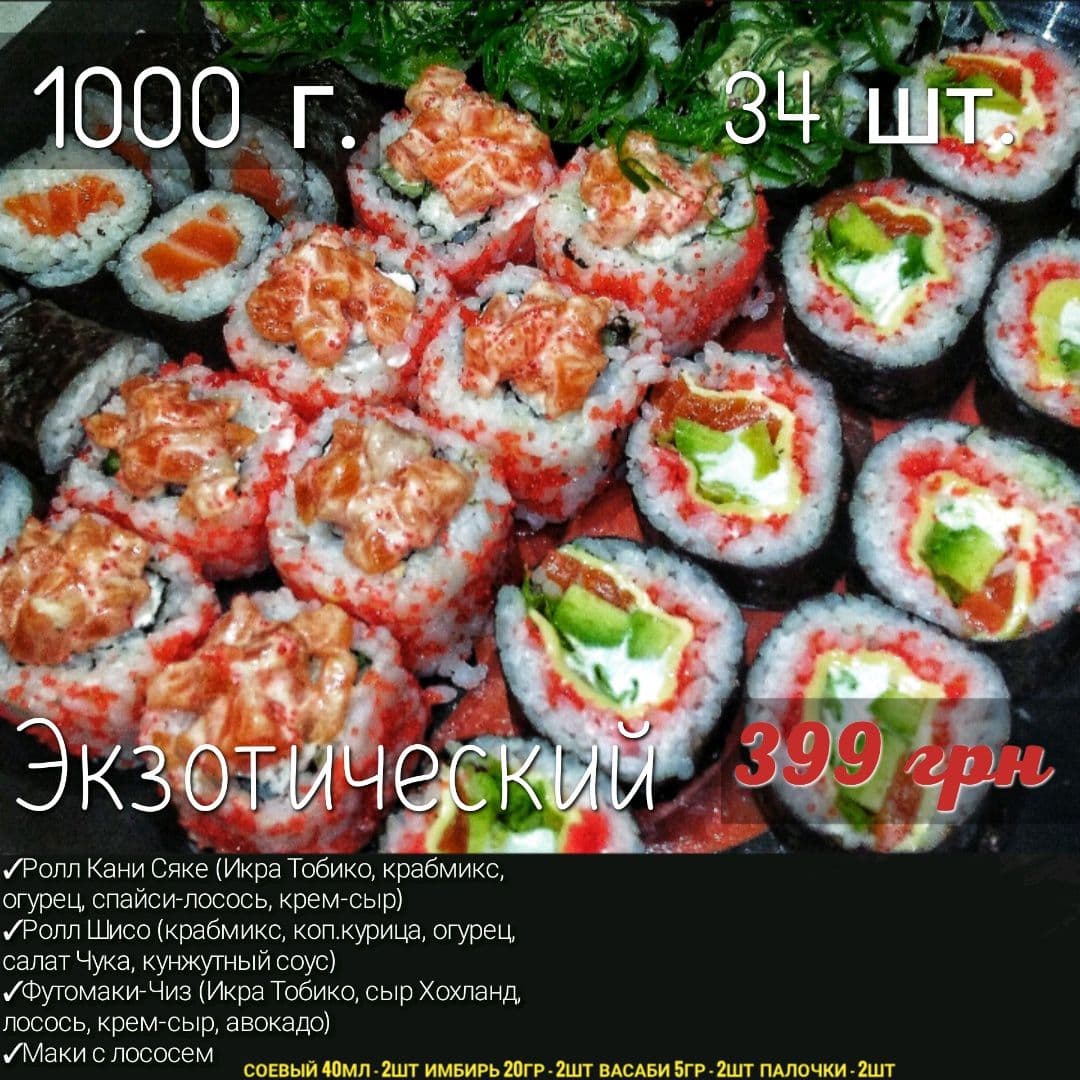 1000 г.
34 шт.
Экзотический
399 грн
✓Ролл Кани Сяке (Икра Тобико, крабмикс,
огурец, спайси-лосось, крем-сыр)
✓Ролл Шисо (крабмикс, коп.курица, огурец,
салат Чука, кунжутный соус)
✓Футомаки-Чиз (Икра Тобико, сыр Хохланд,
лосось, крем-сыр, авокадо)
✓Маки с лососем
СОЕВЫЙ 40МЛ - 2ШТ ИМБИРЬ 20ГР - 2ШТ ВАСАБИ 5ГР - 2ШТ ПАЛОЧКИ - 2ШТ